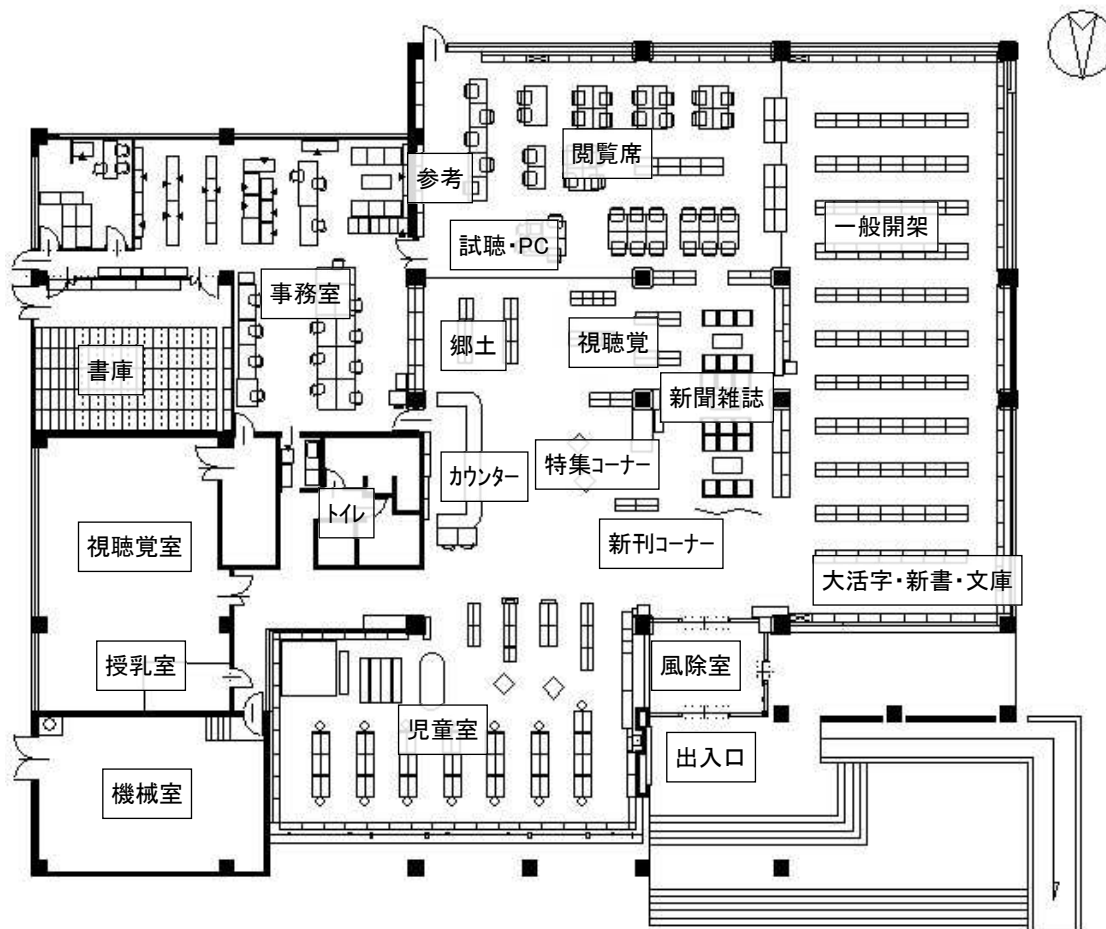 閲覧席
参考
一般開架
試聴・PC
事務室
郷土
視聴覚
書庫
新聞雑誌
カウンター
特集コーナー
トイレ
視聴覚室
新刊コーナー
大活字・新書・文庫
授乳室
風除室
児童室
出入口
機械室